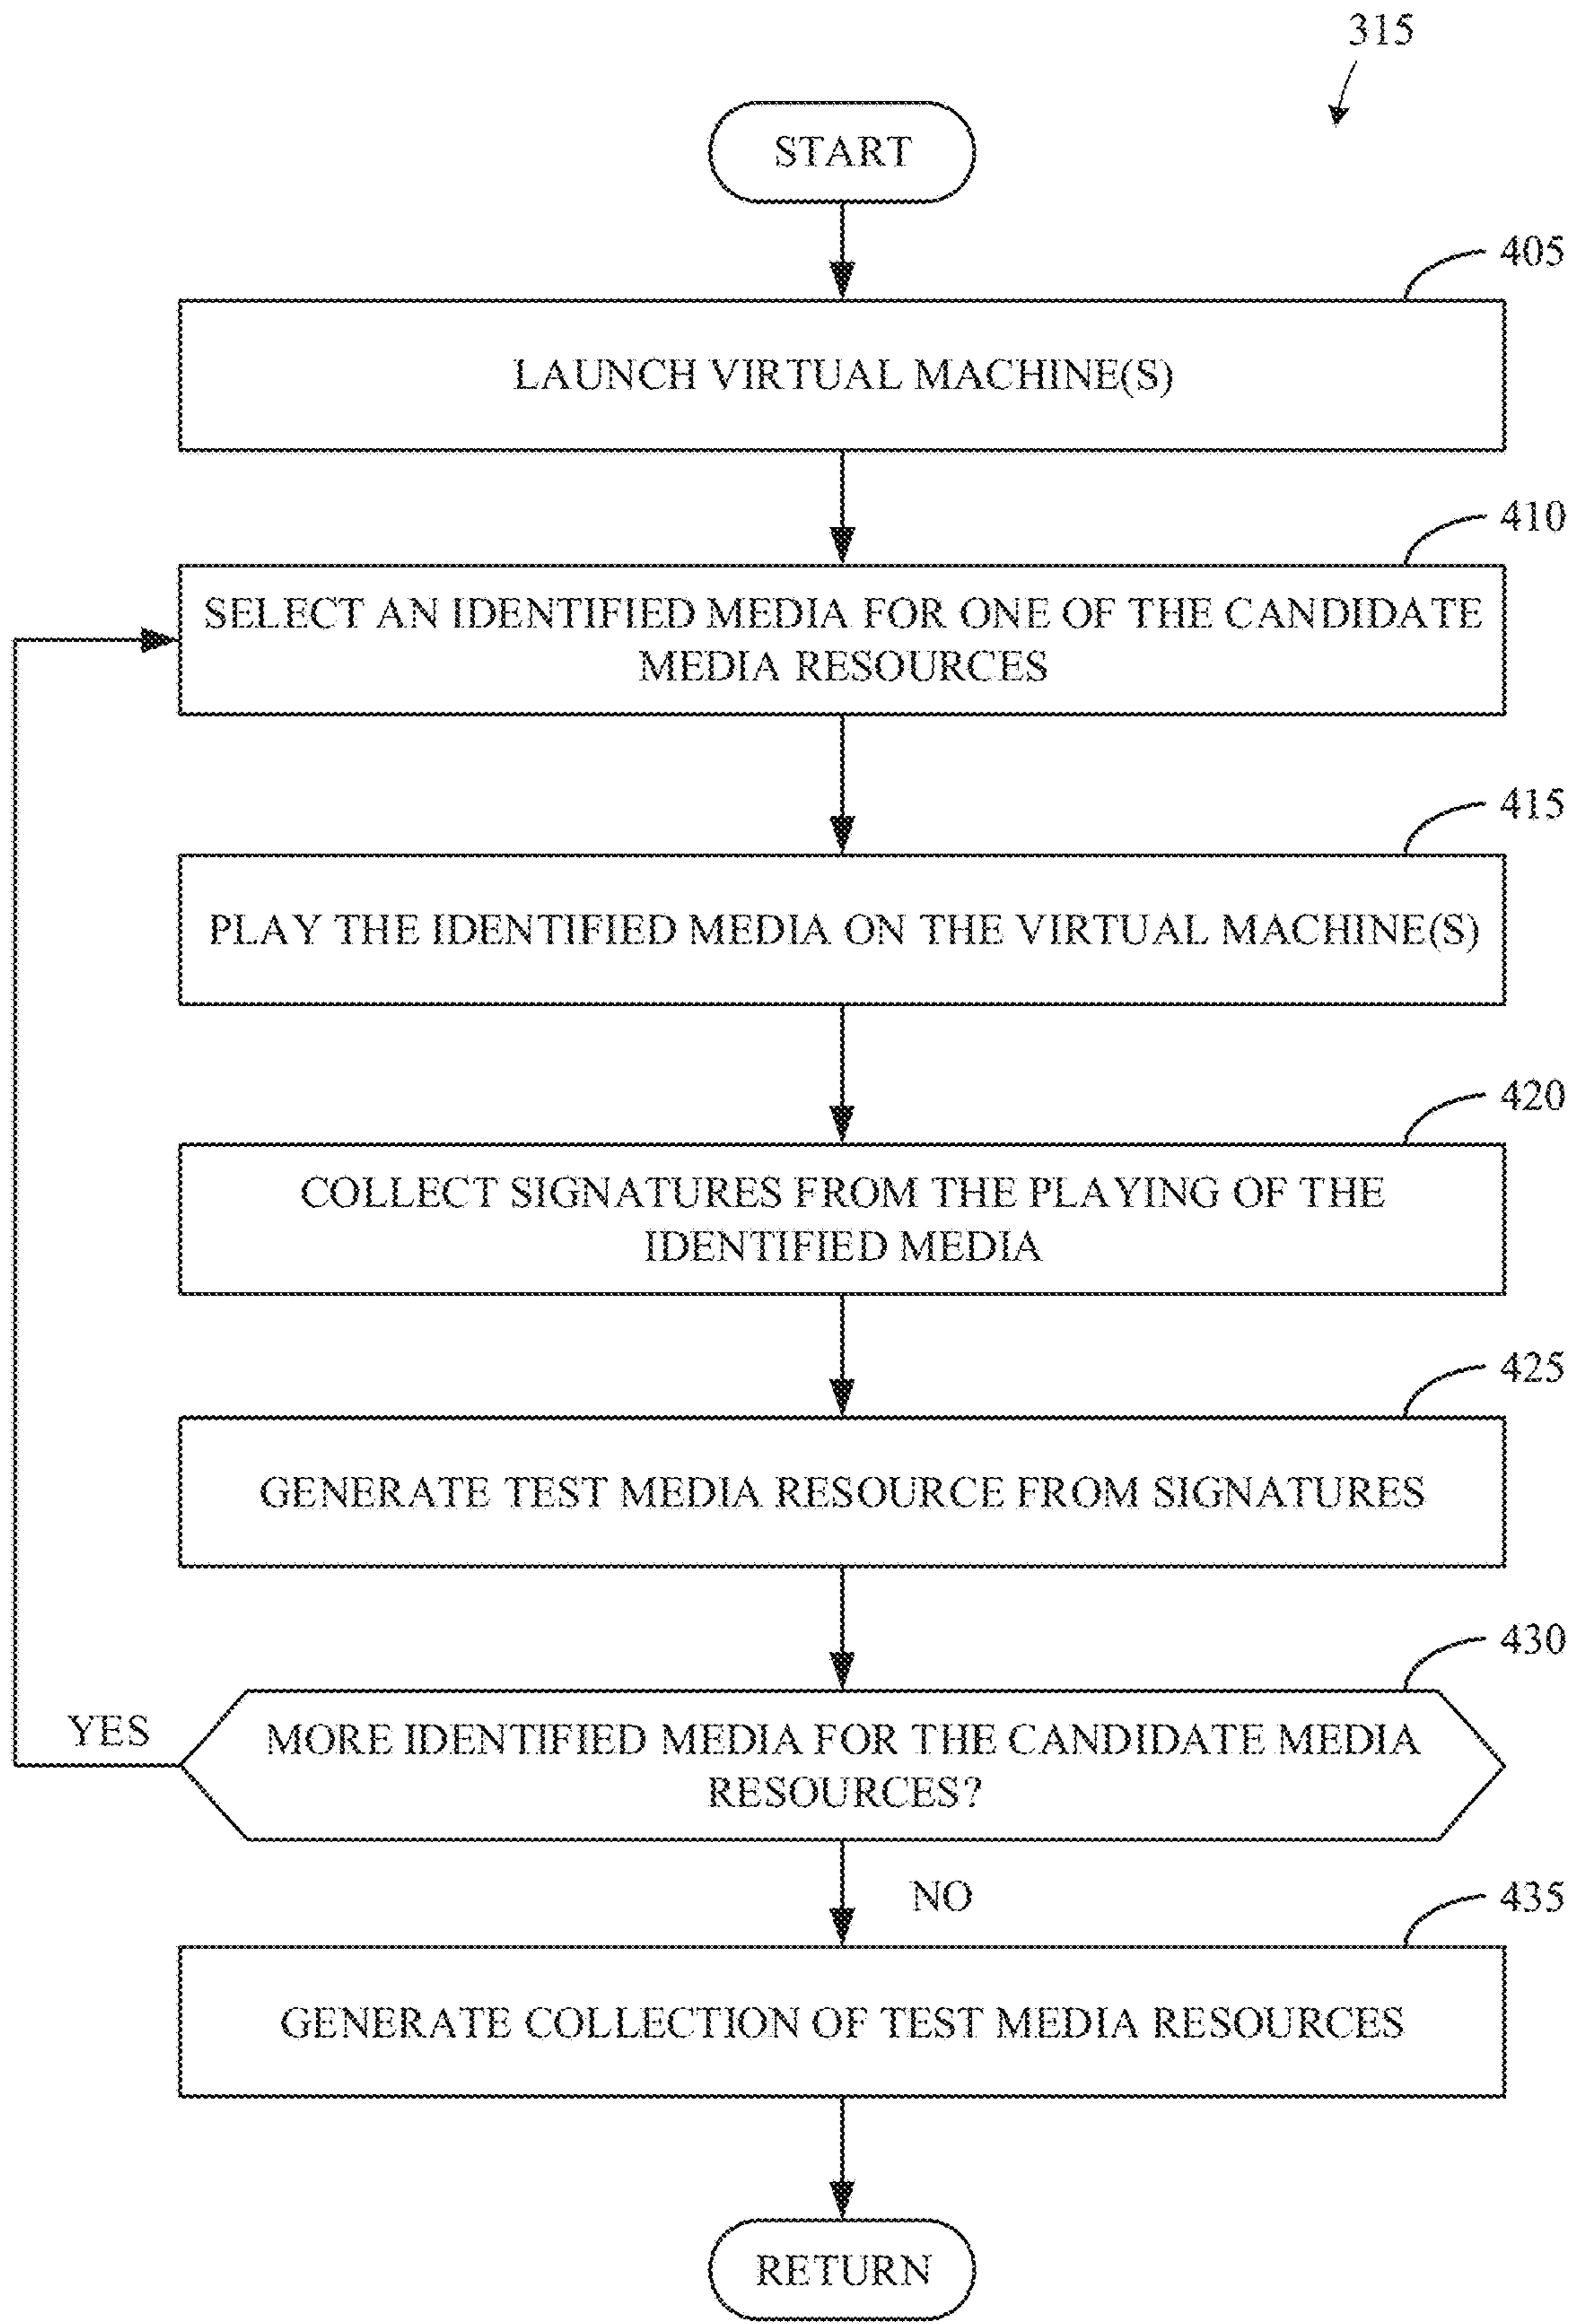 315
START
405
LAUNCH VIRTUAL MACHINE(S)
410
SELECT AN IDENTIFIED MEDIA FOR ONE OF THE CANDIDATE
MEDIA RESOURCES
415
PLAY THE IDENTIFIED MEDIA ON THE VIRTUAL MACHINE(S)
420
COLLECT SIGNATURES FROM THE PLAYING OF THE
IDENTIFIED MEDIA
425
GENERATE TEST MEDIA RESOURCE FROM SIGNATURES
430
YES
MORE IDENTIFIED MEDIA FOR THE CANDIDATE MEDIA
RESOURCES?
NO
435
GENERATE COLLECTION OF TEST MEDIA RESOURCES
RETURN